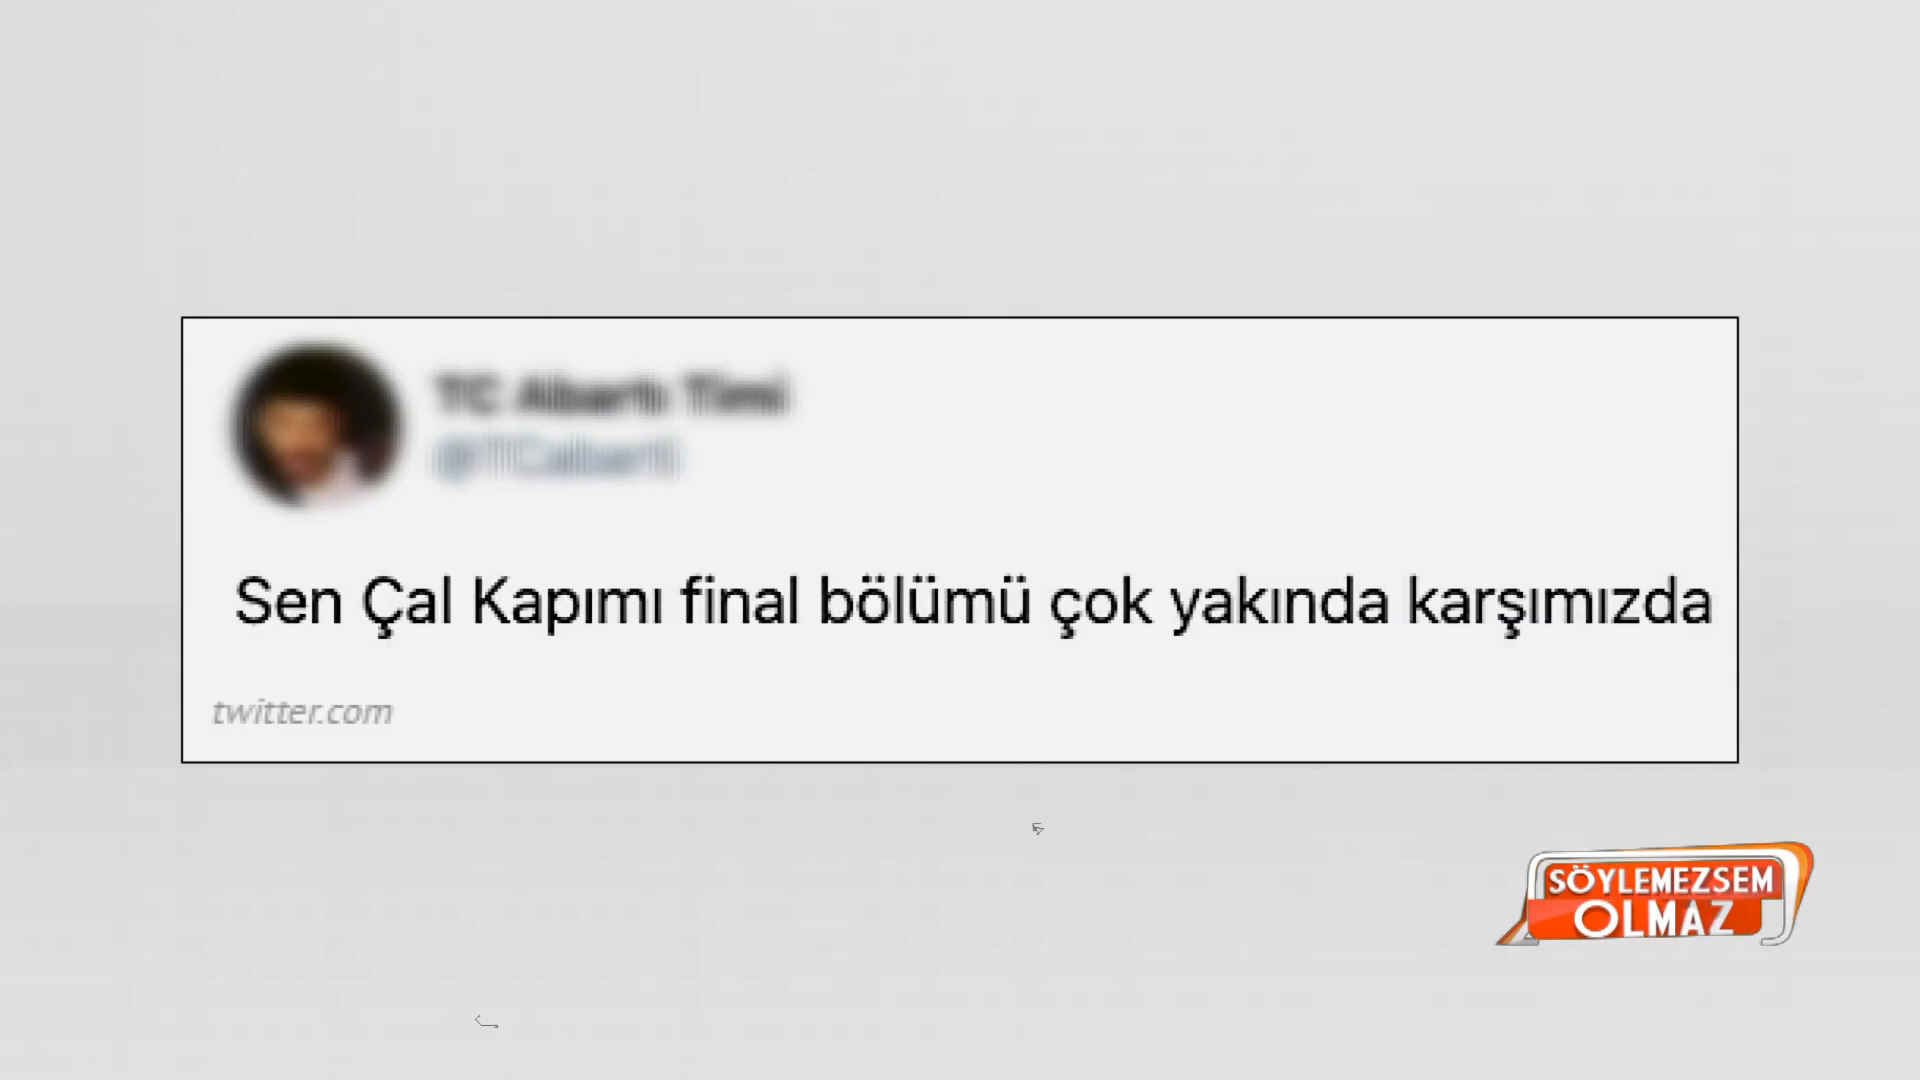 Sen Çal Kapımı final bölümü çok yakında karşımızda
twitter.com
SÖYLEMEZSEM
OLMAZ